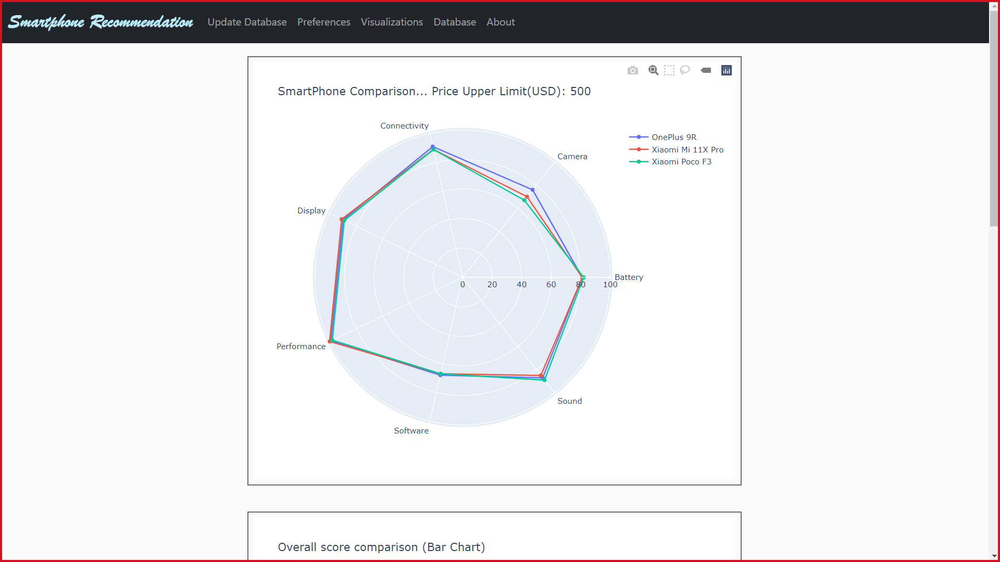 Smartphone Recommendation Update Database Preferences Visualizations Database About
SmartPhone Comparison... Price Upper Limit(USD): 500
Connectivity
OnePlus 9R
Xiaomi Mi 11X Pro
Camera
Xiaomi Poco F3
Display
Battery
0 20 40 60 80 100
Performance
Sound
Software
Overall score comparison (Bar Chart)